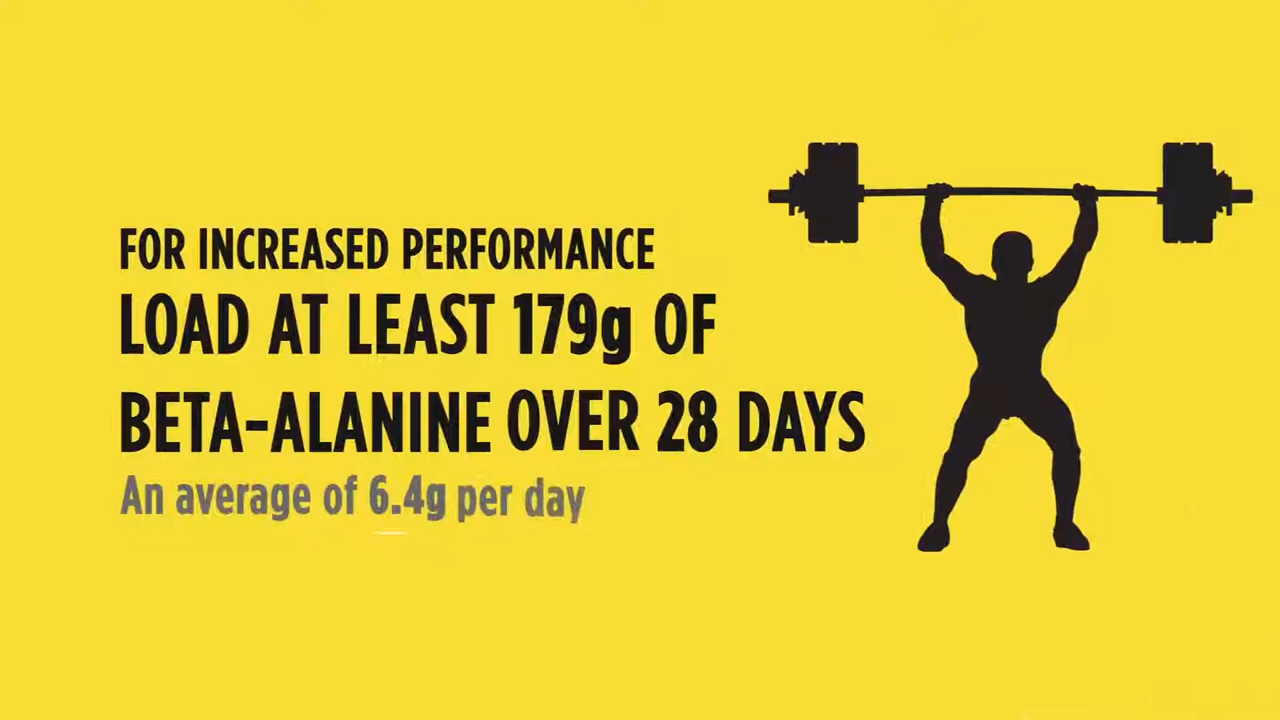 FOR INCREASED PERFORMANCE
LOAD AT LEAST 179g OF
BETA-ALANINE OVER 28 DAYS
An average of 6.4g per day